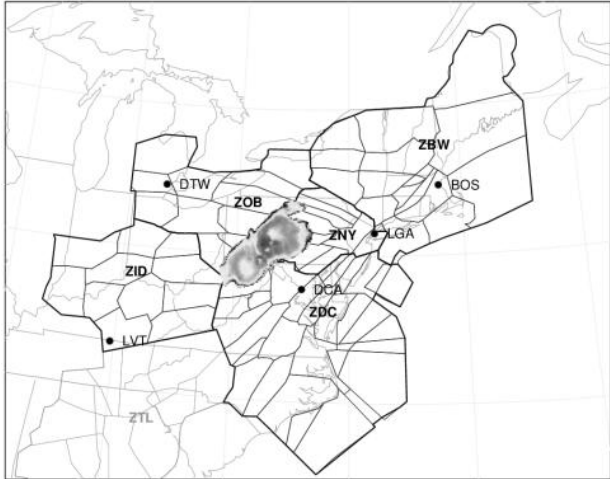 ZBW
DTW
BOS
ZOB
ZNY
LGA
ZID
DCA
ZDC
LVT
ZTL